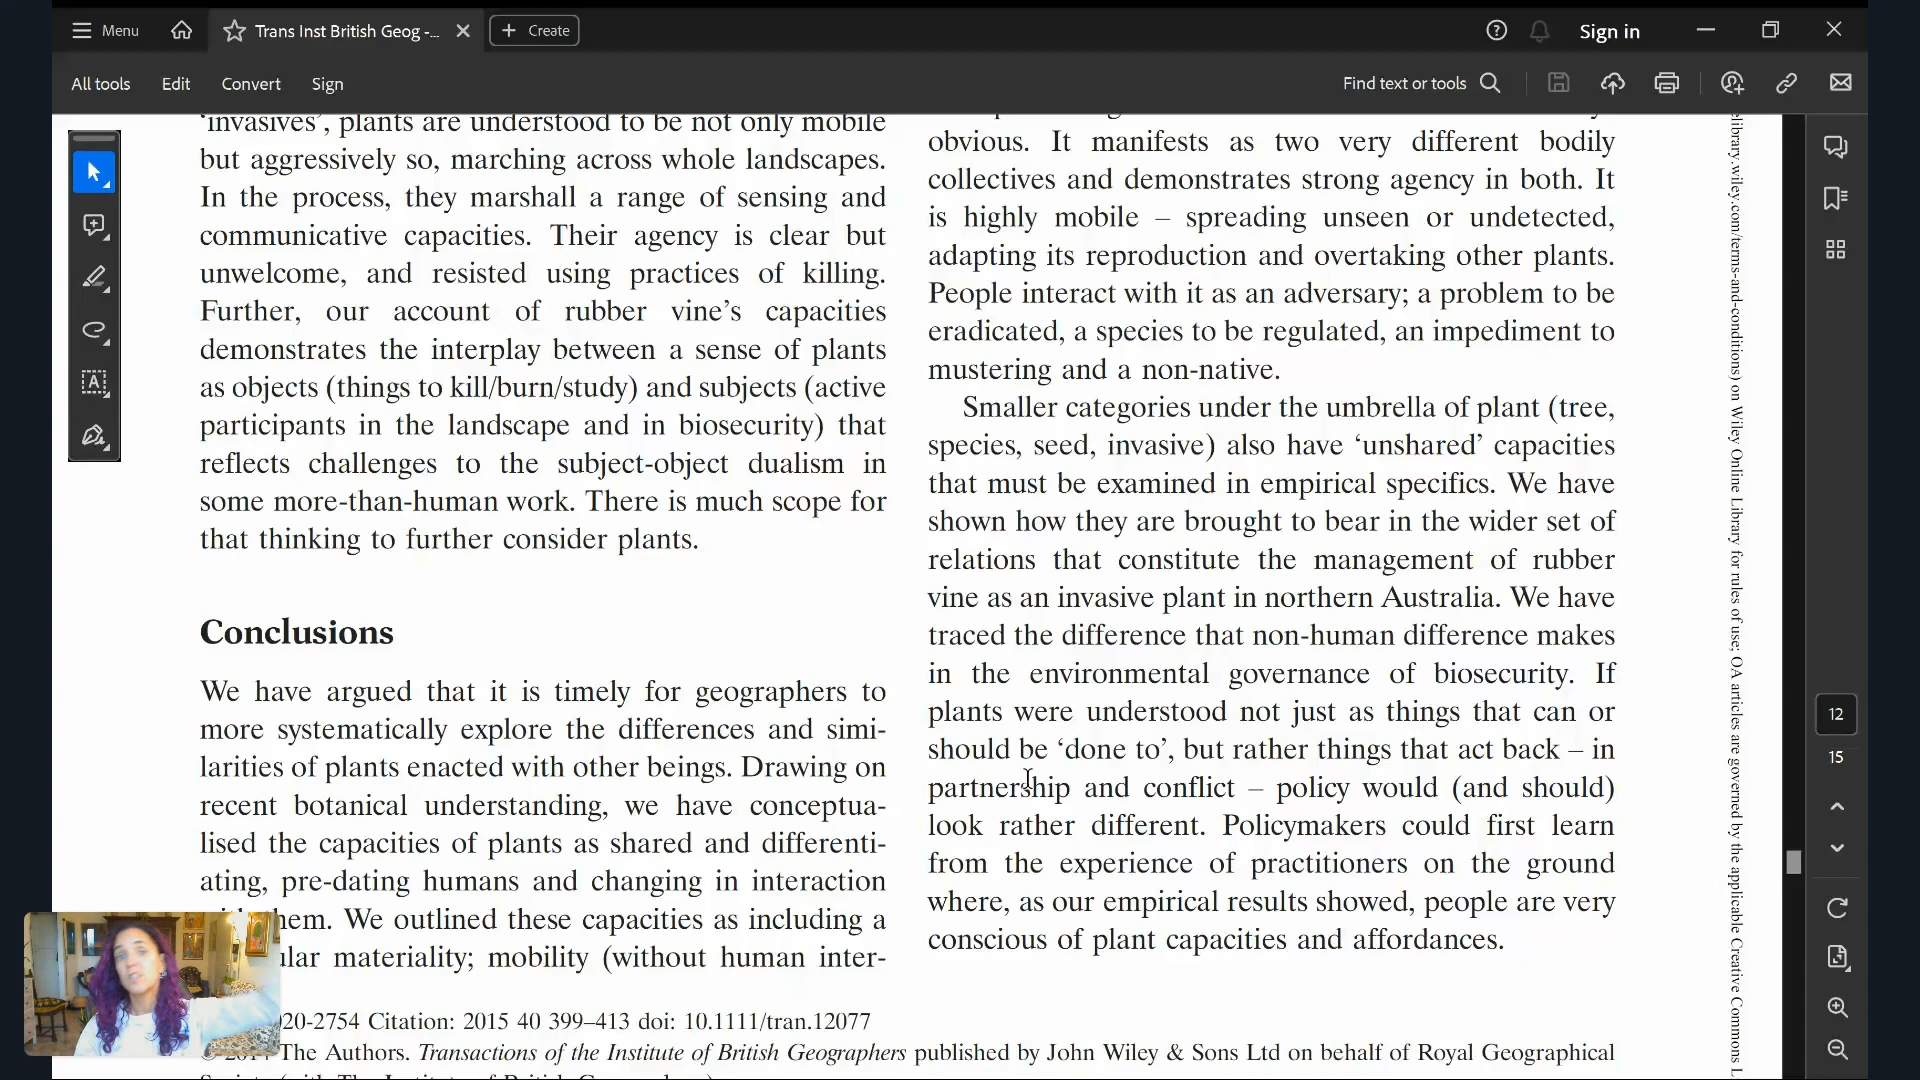 Menu
Trans Inst British Geog -...
Create
Sign in
All tools
Edit
Convert
Sign
Find text or tools
'invasives', plants are understood to be not only mobile
but aggressively so, marching across whole landscapes.
In the process, they marshall a range of sensing and
communicative capacities. Their agency is clear but
unwelcome, and resisted using practices of killing.
Further, our account of rubber vine's capacities
demonstrates the interplay between a sense of plants
as objects (things to kill/burn/study) and subjects (active
participants in the landscape and in biosecurity) that
reflects challenges to the subject-object dualism in
some more-than-human work. There is much scope for
that thinking to further consider plants.
Conclusions
We have argued that it is timely for geographers to
more systematically explore the differences and simi-
larities of plants enacted with other beings. Drawing on
recent botanical understanding, we have conceptua-
lised the capacities of plants as shared and differenti-
ating, pre-dating humans and changing in interaction
hem. We outlined these capacities as including a
ular materiality; mobility (without human inter-
obvious. It manifests as two very different bodily
collectives and demonstrates strong agency in both. It
is highly mobile – spreading unseen or undetected,
adapting its reproduction and overtaking other plants.
People interact with it as an adversary; a problem to be
eradicated, a species to be regulated, an impediment to
mustering and a non-native.
Smaller categories under the umbrella of plant (tree,
species, seed, invasive) also have 'unshared' capacities
that must be examined in empirical specifics. We have
shown how they are brought to bear in the wider set of
relations that constitute the management of rubber
vine as an invasive plant in northern Australia. We have
traced the difference that non-human difference makes
in the environmental governance of biosecurity. If
plants were understood not just as things that can or
should be 'done to', but rather things that act back – in
partnership and conflict – policy would (and should)
look rather different. Policymakers could first learn
from the experience of practitioners on the ground
where, as our empirical results showed, people are very
conscious of plant capacities and affordances.
20-2754 Citation: 2015 40 399–413 doi: 10.1111/tran.12077
The Authors. Transactions of the Institute of British Geographers published by John Wiley & Sons Ltd on behalf of Royal Geographical
elibrary.wiley.com/terms-and-conditions) on Wiley Online Library for rules of use; OA articles are governed by the applicable Creative Commons L
12
15